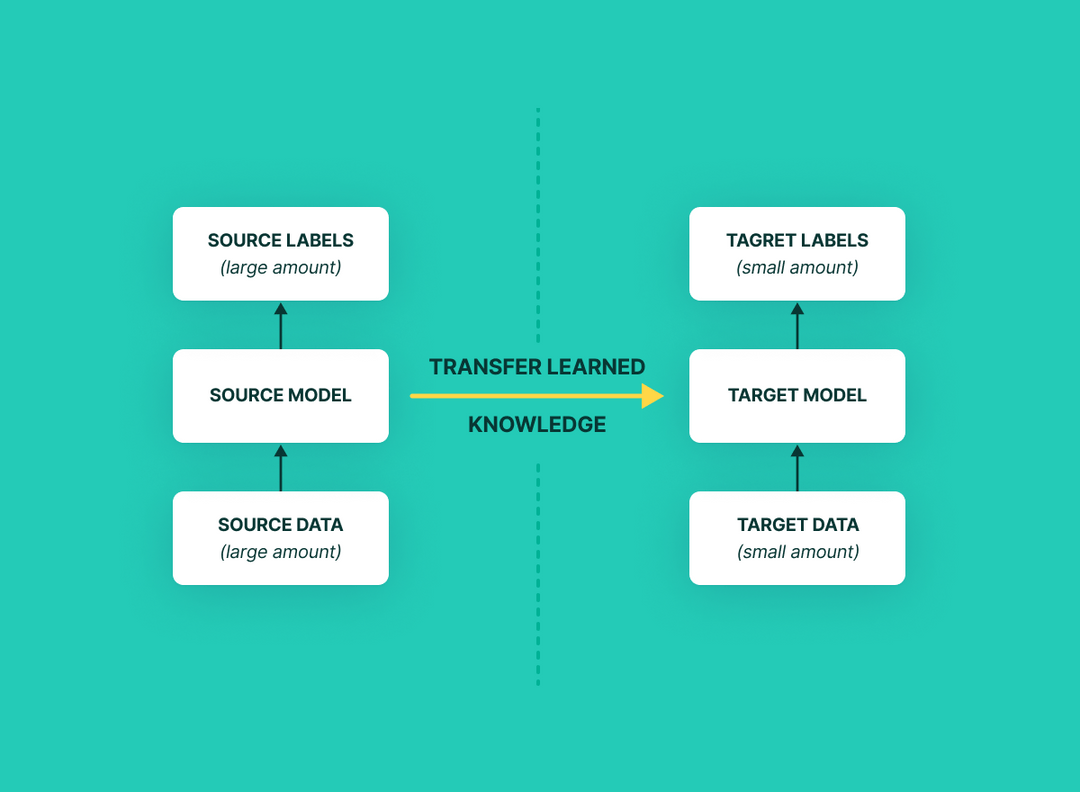 SOURCE LABELS
(large amount)
SOURCE MODEL
SOURCE DATA
(large amount)
TRANSFER LEARNED
KNOWLEDGE
TAGRET LABELS
(small amount)
TARGET MODEL
TARGET DATA
(small amount)